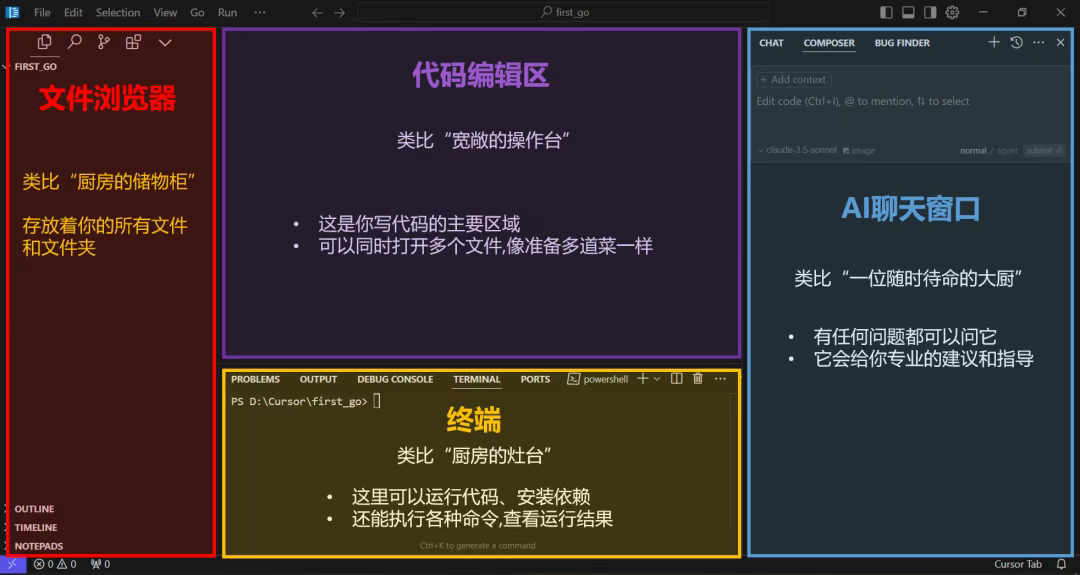 File Edit Selection View Go Run ···
first_go
FIRST_GO
文件浏览器
类比“厨房的储物柜”
存放着你的所有文件
和文件夹
OUTLINE
TIMELINE
NOTEPADS
代码编辑区
类比“宽敞的操作台”
• 这是你写代码的主要区域
• 可以同时打开多个文件,像准备多道菜一样
PROBLEMS OUTPUT DEBUG CONSOLE TERMINAL PORTS powershell
PS D:\Cursor\first_go>
终端
类比“厨房的灶台”
• 这里可以运行代码、安装依赖
• 还能执行各种命令,查看运行结果
Ctrl+K to generate a command
CHAT COMPOSER BUG FINDER
+ Add context
Edit code (Ctrl+I), @ to mention, ⇅ to select
claude-3.5-sonnet image normal / agent submit
AI聊天窗口
类比“一位随时待命的大厨”
• 有任何问题都可以问它
• 它会给你专业的建议和指导
0 0 0 Cursor Tab